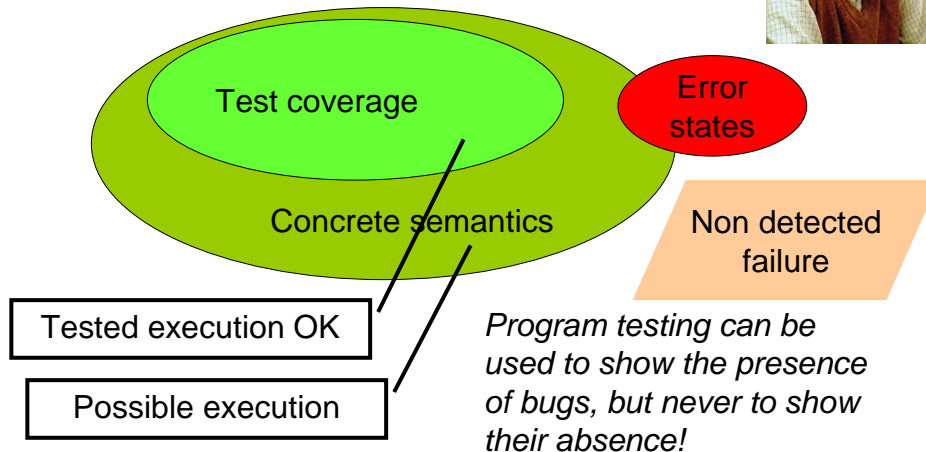 Test coverage
Error
states
Concrete semantics
Non detected
failure
Tested execution OK
Possible execution
Program testing can be
used to show the presence
of bugs, but never to show
their absence!